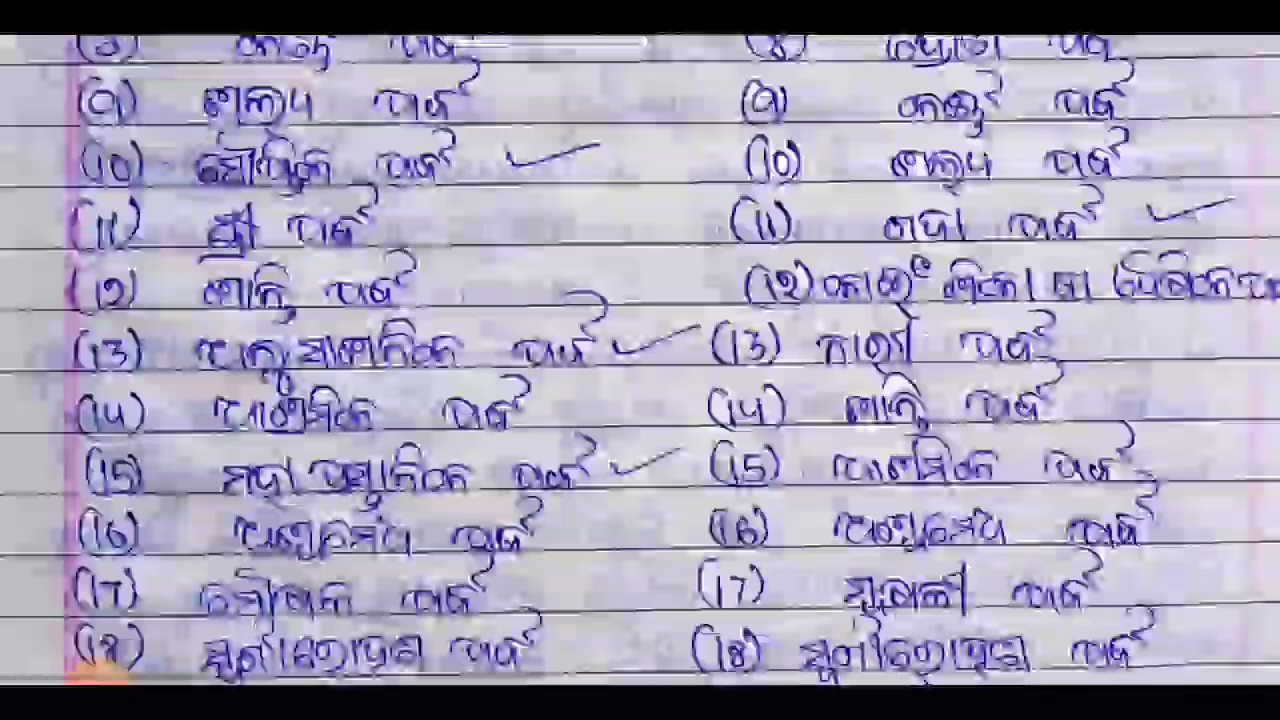 (9) ଶଲ୍ୟ ପର୍ବ (9) କର୍ଣ୍ଣ ପର୍ବ
(10) ସୌପ୍ତିକ ପର୍ବ (10) ଶଲ୍ୟ ପର୍ବ
(11) ସ୍ତ୍ରୀ ପର୍ବ (11) ଗଦା ପର୍ବ
(12) ଶାନ୍ତି ପର୍ବ (12)
(13) ଅନୁଶାସନିକ ପର୍ବ (13) ନାରୀ ପର୍ବ
(14) ଆଶ୍ରମିକ ପର୍ବ (14) ଶାନ୍ତି ପର୍ବ
(15) ମହାପ୍ରସ୍ଥାନିକ ପର୍ବ (15) ଆଶ୍ରମିକ ପର୍ବ
(16) ଅଶ୍ୱମେଧ ପର୍ବ (16) ଅଶ୍ୱମେଧ ପର୍ବ
(17) ମୌଷଳ ପର୍ବ (17) ମୂଷଳୀ ପର୍ବ
(18) ସ୍ୱର୍ଗାରୋହଣ ପର୍ବ (18) ସ୍ୱର୍ଗାରୋହଣ ପର୍ବ